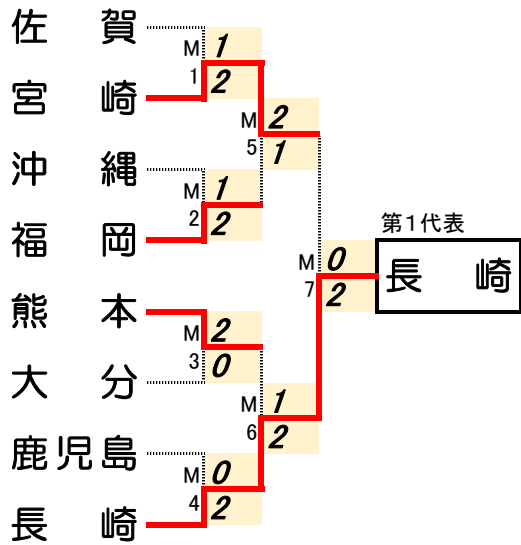 佐賀
M 1
1 2
宮崎
M 2
5 1
沖縄
M 1
2 2
福岡
第1代表
M 0
7 2
長崎
熊本
M 2
3 0
大分
M 1
6 2
鹿児島
M 0
4 2
長崎